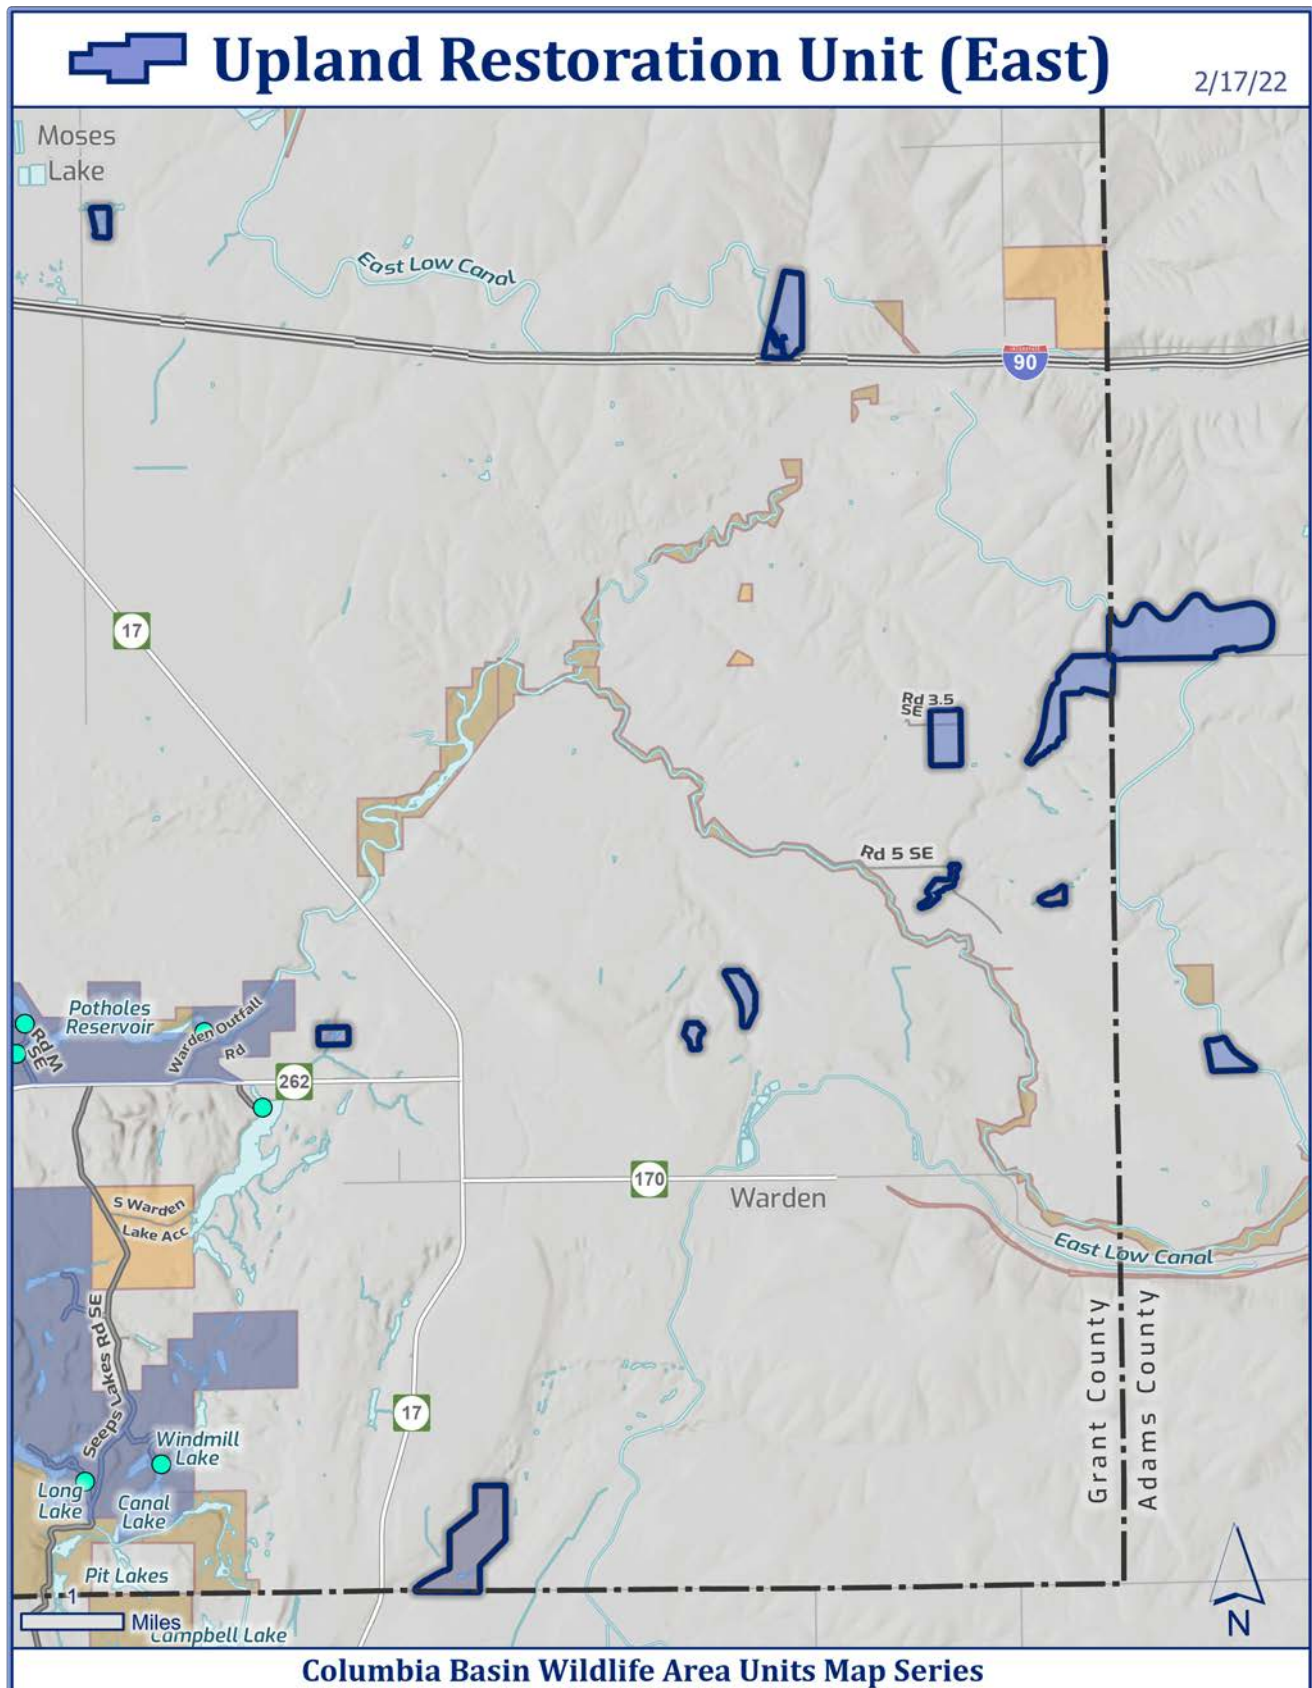 Upland Restoration Unit (East)
2/17/22
Moses
Lake
East Low Canal
INTERSTATE
90
17
Rd 3.5
SE
Rd 5 SE
Potholes
Reservoir
Warden Outfall
Rd
Rd M
SE
262
170
Warden
S Warden
Lake Acc
East Low Canal
Seeps Lakes Rd SE
Grant County
Adams County
17
Windmill
Lake
Long
Lake
Canal
Lake
Pit Lakes
1
Miles
Campbell Lake
N
Columbia Basin Wildlife Area Units Map Series